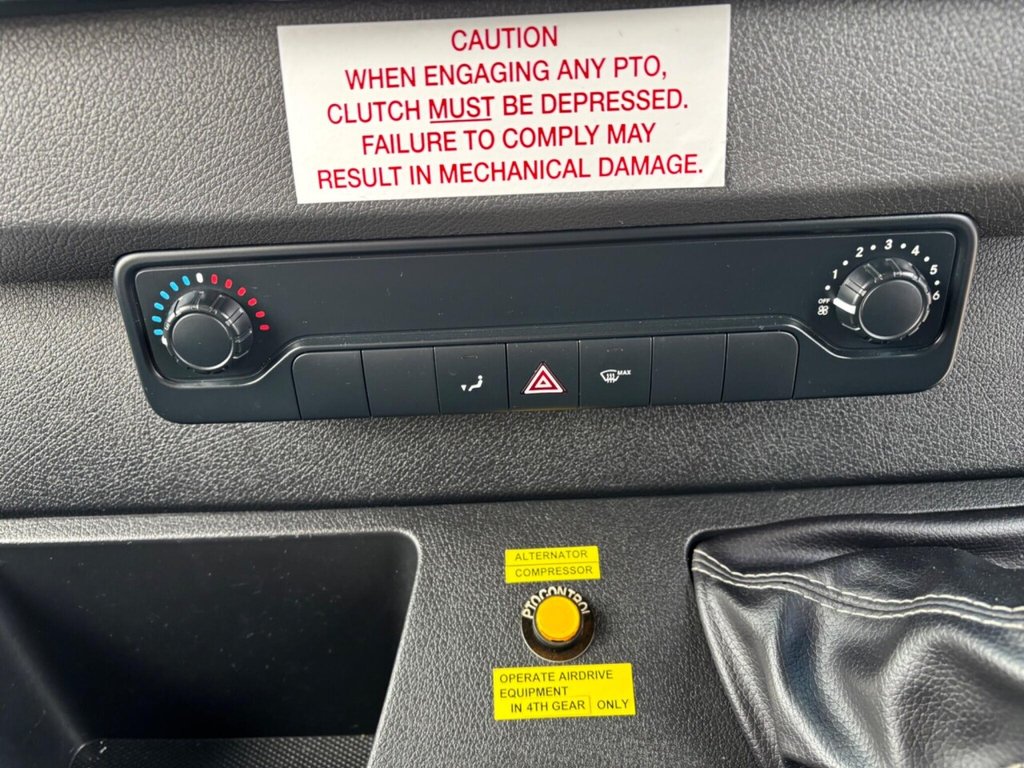 CAUTION
WHEN ENGAGING ANY PTO,
CLUTCH MUST BE DEPRESSED.
FAILURE TO COMPLY MAY
RESULT IN MECHANICAL DAMAGE.
OFF 1 2 3 4 5 6
MAX
ALTERNATOR
COMPRESSOR
PTO CONTROL
OPERATE AIRDRIVE
EQUIPMENT
IN 4TH GEAR ONLY